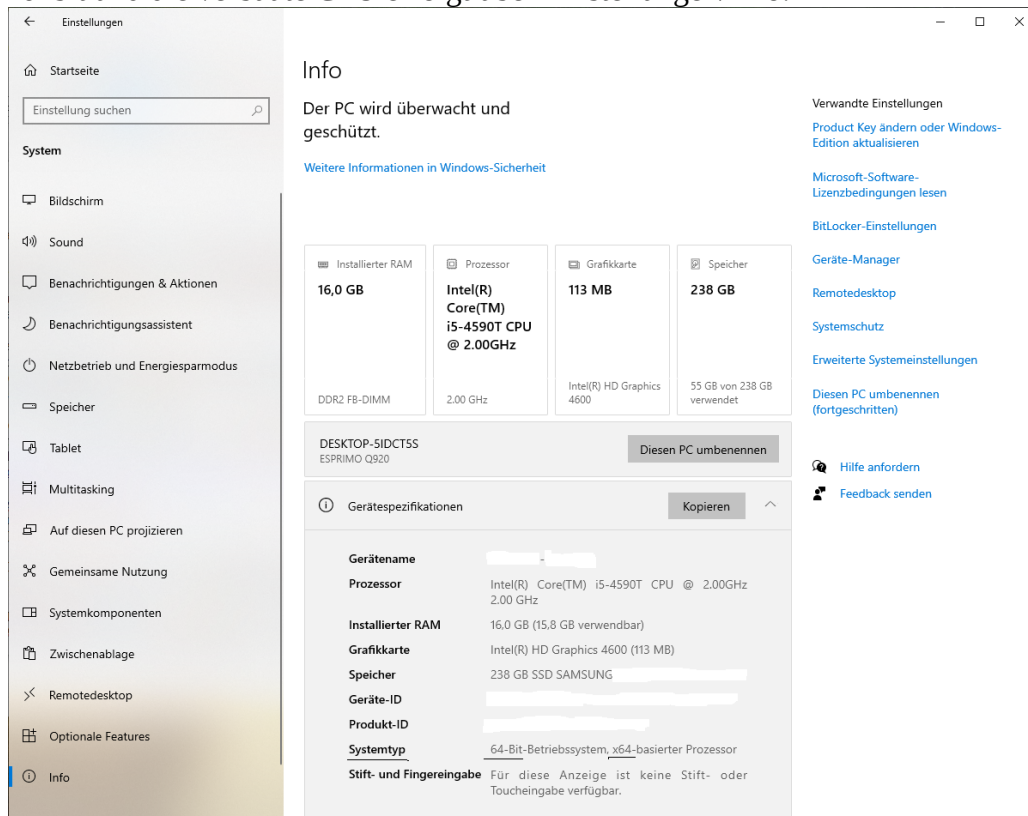 Einstellungen
Startseite
Einstellung suchen
System
Bildschirm
Sound
Benachrichtigungen & Aktionen
Benachrichtigungsassistent
Netzbetrieb und Energiesparmodus
Speicher
Tablet
Multitasking
Auf diesen PC projizieren
Gemeinsame Nutzung
Systemkomponenten
Zwischenablage
Remotedesktop
Optionale Features
Info
Info
Der PC wird überwacht und
geschützt.
Weitere Informationen in Windows-Sicherheit
Installierter RAM
16,0 GB
DDR2 FB-DIMM
Prozessor
Intel(R)
Core(TM)
i5-4590T CPU
@ 2.00GHz
2.00 GHz
Grafikkarte
113 MB
Intel(R) HD Graphics
4600
Speicher
238 GB
55 GB von 238 GB
verwendet
DESKTOP-5IDCT5S
ESPRIMO Q920
Diesen PC umbenennen
Gerätespezifikationen
Kopieren
Gerätename -
Prozessor Intel(R) Core(TM) i5-4590T CPU @ 2.00GHz
2.00 GHz
Installierter RAM 16,0 GB (15,8 GB verwendbar)
Grafikkarte Intel(R) HD Graphics 4600 (113 MB)
Speicher 238 GB SSD SAMSUNG
Geräte-ID
Produkt-ID
Systemtyp 64-Bit-Betriebssystem, x64-basierter Prozessor
Stift- und Fingereingabe Für diese Anzeige ist keine Stift- oder
Toucheingabe verfügbar.
Verwandte Einstellungen
Product Key ändern oder Windows-
Edition aktualisieren
Microsoft-Software-
Lizenzbedingungen lesen
BitLocker-Einstellungen
Geräte-Manager
Remotedesktop
Systemschutz
Erweiterte Systemeinstellungen
Diesen PC umbenennen
(fortgeschritten)
Hilfe anfordern
Feedback senden